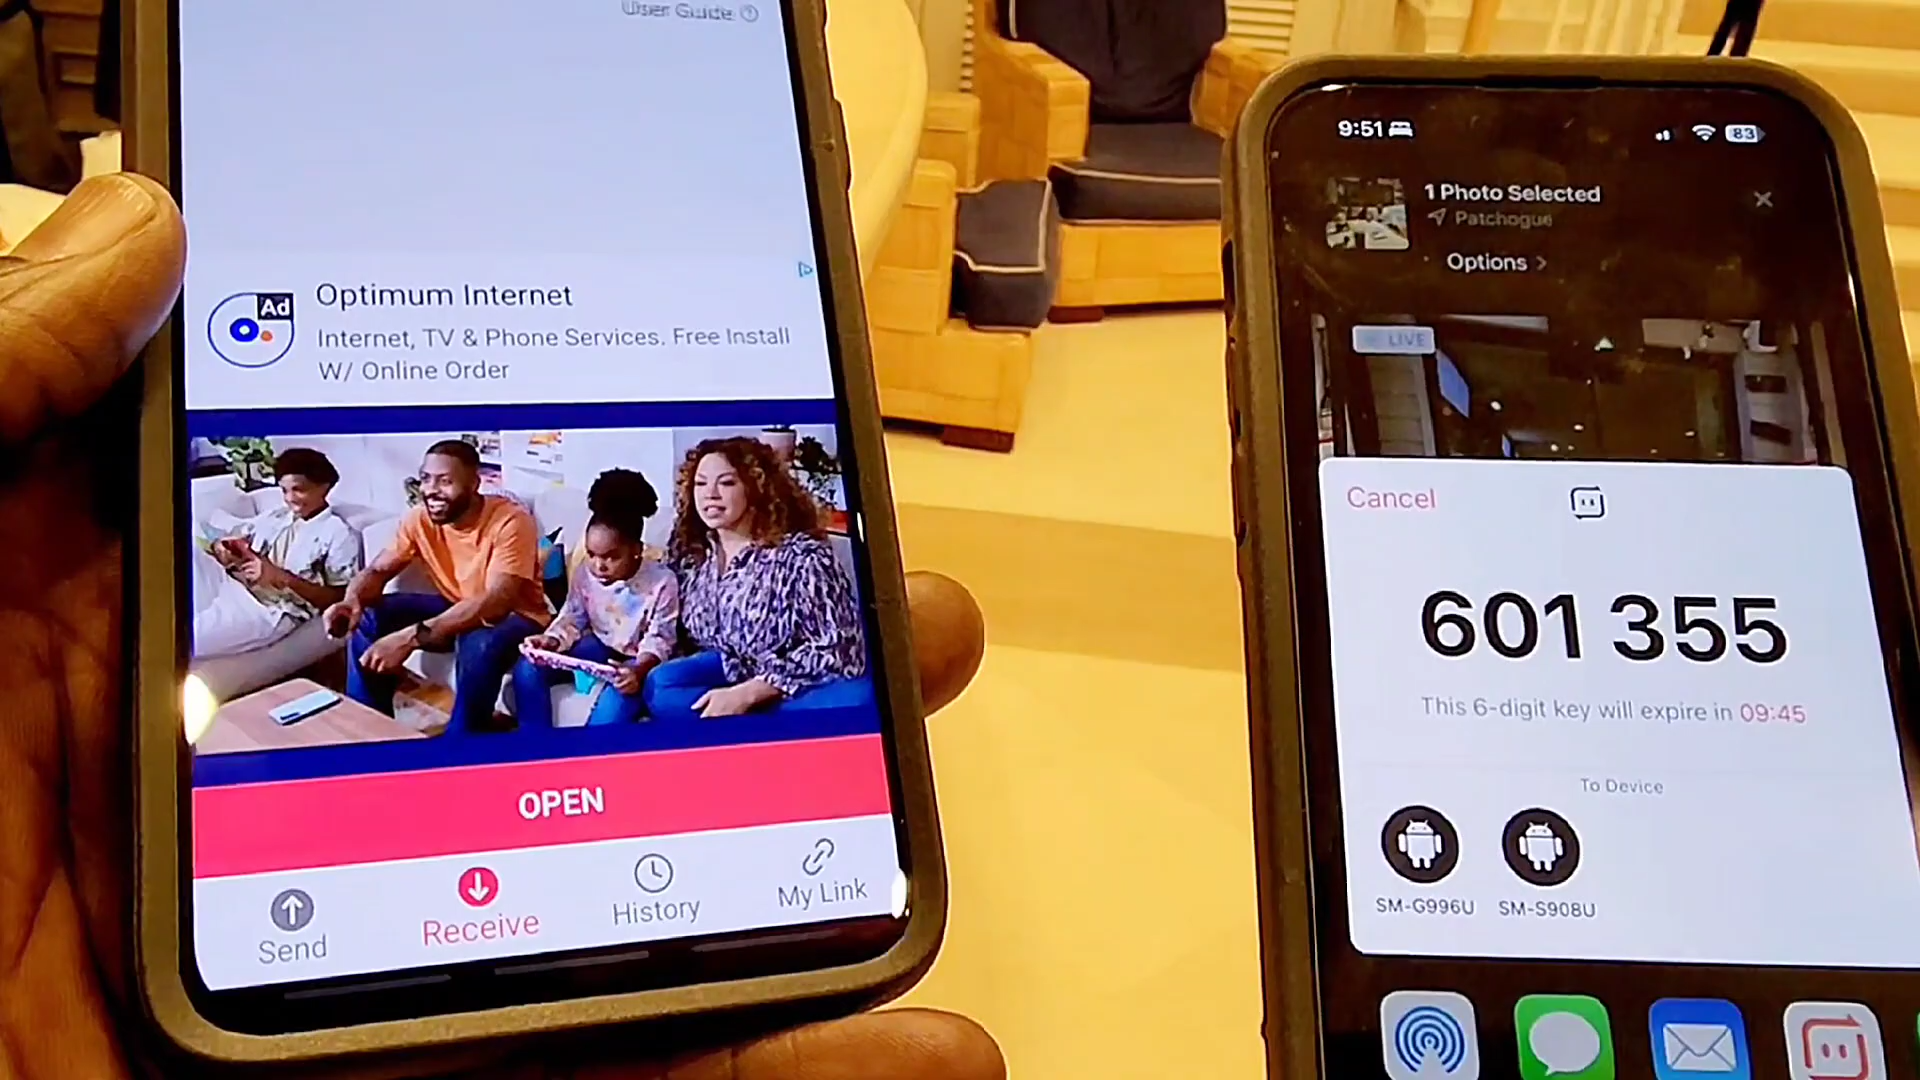 User Guide ?
Ad
Optimum Internet
Internet, TV & Phone Services. Free Install
W/ Online Order
OPEN
Send
Receive
History
My Link
9:51
83
1 Photo Selected
Patchogue
Options >
LIVE
Cancel
601 355
This 6-digit key will expire in 09:45
To Device
SM-G996U
SM-S908U